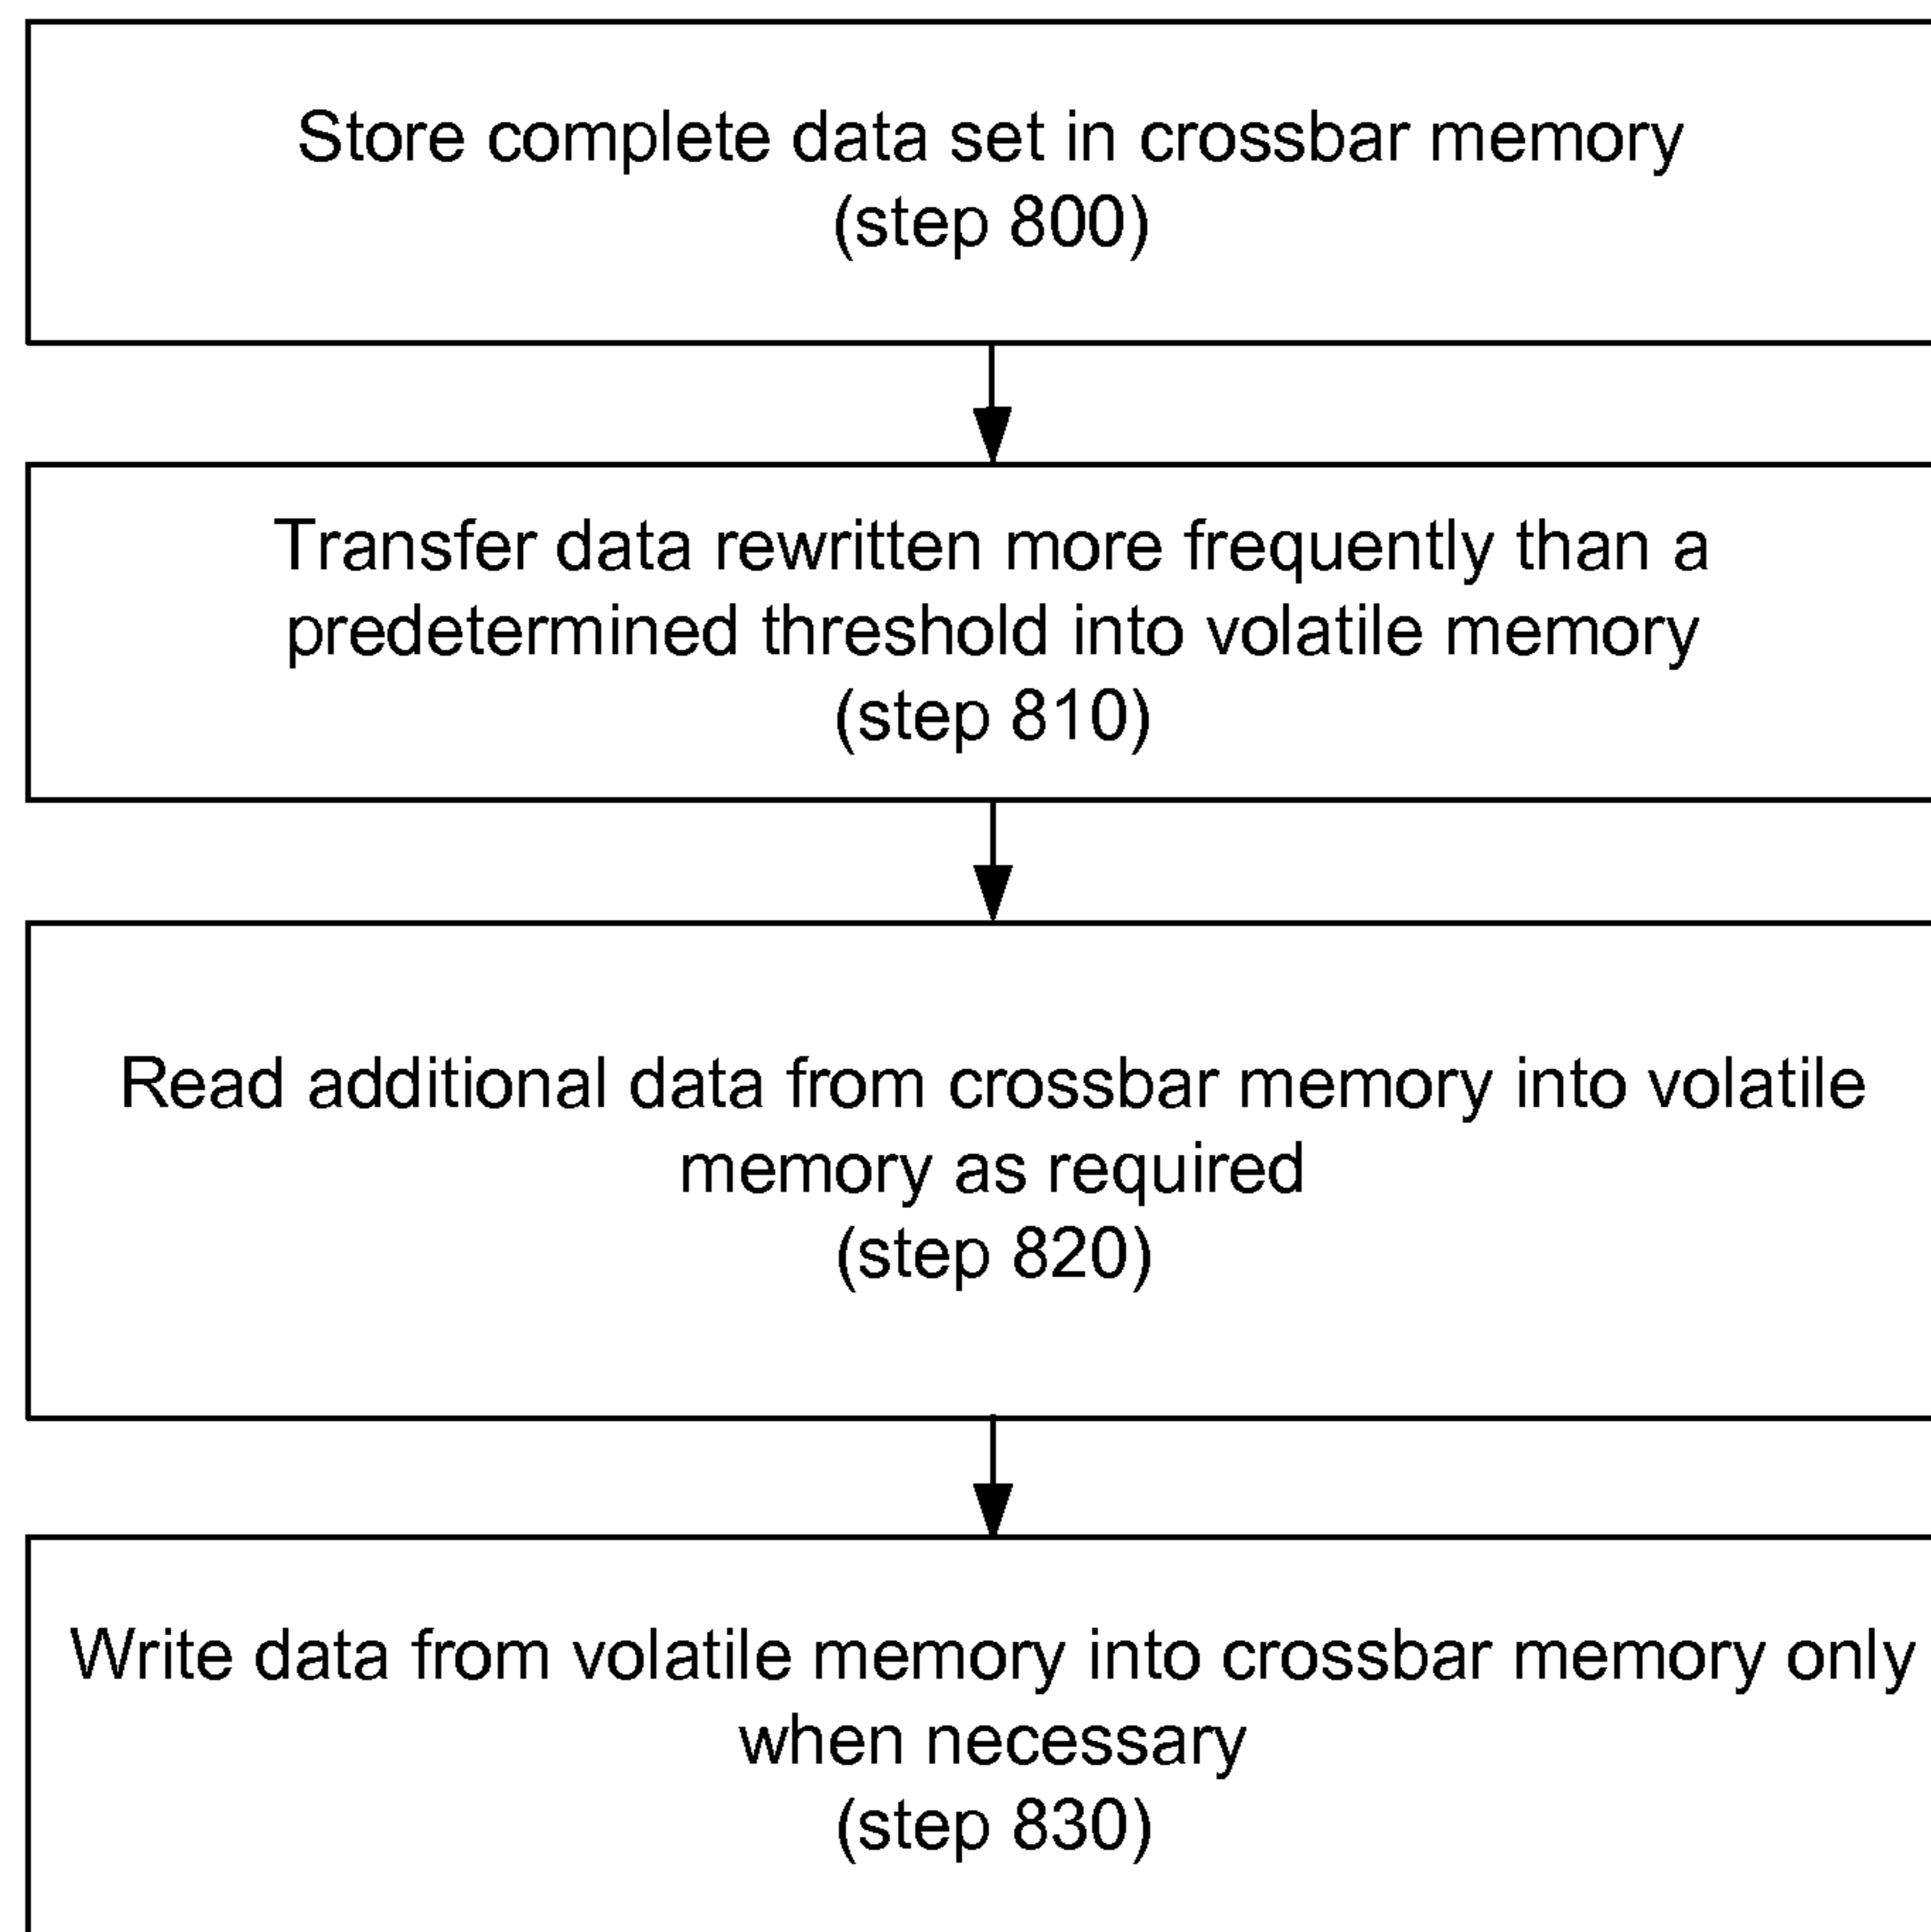 Store complete data set in crossbar memory
(step 800)
Transfer data rewritten more frequently than a
predetermined threshold into volatile memory
(step 810)
Read additional data from crossbar memory into volatile
memory as required
(step 820)
Write data from volatile memory into crossbar memory only
when necessary
(step 830)